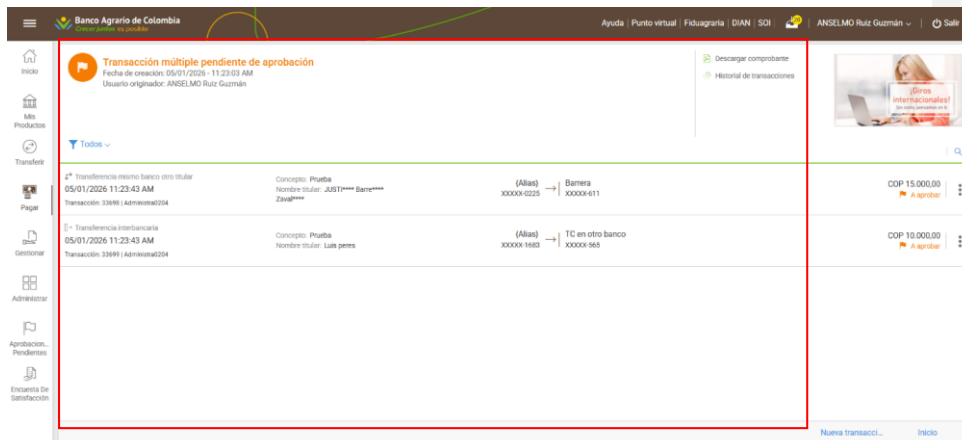 Banco Agrario de Colombia
Crecer juntos es posible
Ayuda | Punto virtual | Fiduagraria | DIAN | SOI |
ANSELMO Ruiz Guzmán
Salir
Inicio
Mis
Productos
Transferir
Pagar
Gestionar
Administrar
Aprobacion...
Pendientes
Encuesta De
Satisfacción
Transacción múltiple pendiente de aprobación
Fecha de creación: 05/01/2026 - 11:23:03 AM
Usuario originador: ANSELMO Ruiz Guzmán
Descargar comprobante
Historial de transacciones
¡Giros
internacionales!
Todos
Transferencia mismo banco otro titular
05/01/2026 11:23:43 AM
Transacción: 33698 | Administra0204
Concepto: Prueba
Nombre titular: JUSTI**** Barre****
Zaval****
(Alias)
XXXXX-0225
Barrera
XXXXX-611
COP 15.000,00
A aprobar
Transferencia interbancaria
05/01/2026 11:23:43 AM
Transacción: 33699 | Administra0204
Concepto: Prueba
Nombre titular: Luis peres
(Alias)
XXXXX-1683
TC en otro banco
XXXXX-565
COP 10.000,00
A aprobar
Nueva transacci...
Inicio